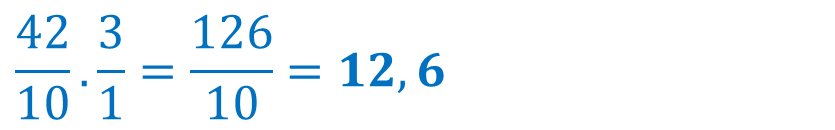 42/10 . 3/1 = 126/10 = 12,6